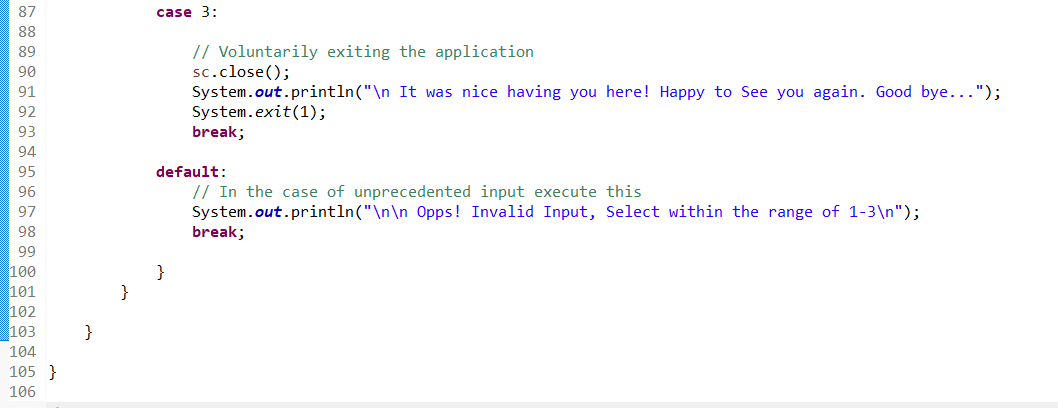 87 case 3:
88
89 // Voluntarily exiting the application
90 sc.close();
91 System.out.println("\n It was nice having you here! Happy to See you again. Good bye...");
92 System.exit(1);
93 break;
94
95 default:
96 // In the case of unprecedented input execute this
97 System.out.println("\n\n Opps! Invalid Input, Select within the range of 1-3\n");
98 break;
99
100 }
101 }
102
103 }
104
105 }
106